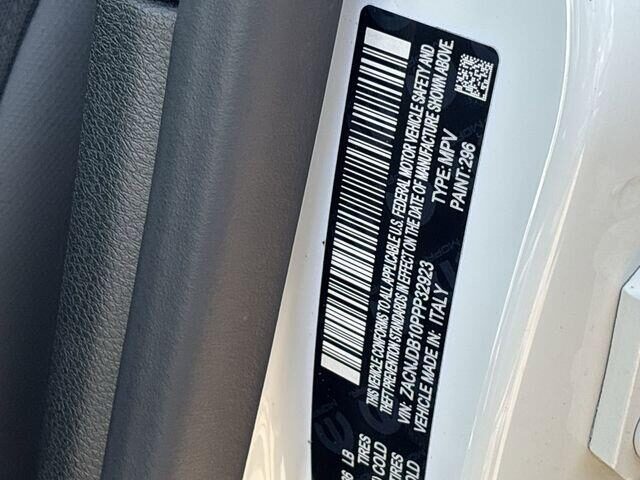 THIS VEHICLE CONFORMS TO ALL APPLICABLE U.S. FEDERAL MOTOR VEHICLE SAFETY AND
THEFT PREVENTION STANDARDS IN EFFECT ON THE DATE OF MANUFACTURE SHOWN ABOVE
VIN: ZACNJDB10PPP32923 TYPE: MPV
VEHICLE MADE IN: ITALY PAINT: 296
LB
TIRES
COLD
TIRES
OLD